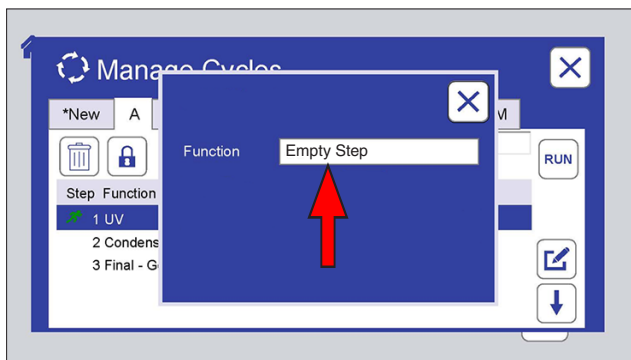 Manage Cycles
*New A M
Function Empty Step
RUN
Step Function
1 UV
2 Condens
3 Final - G